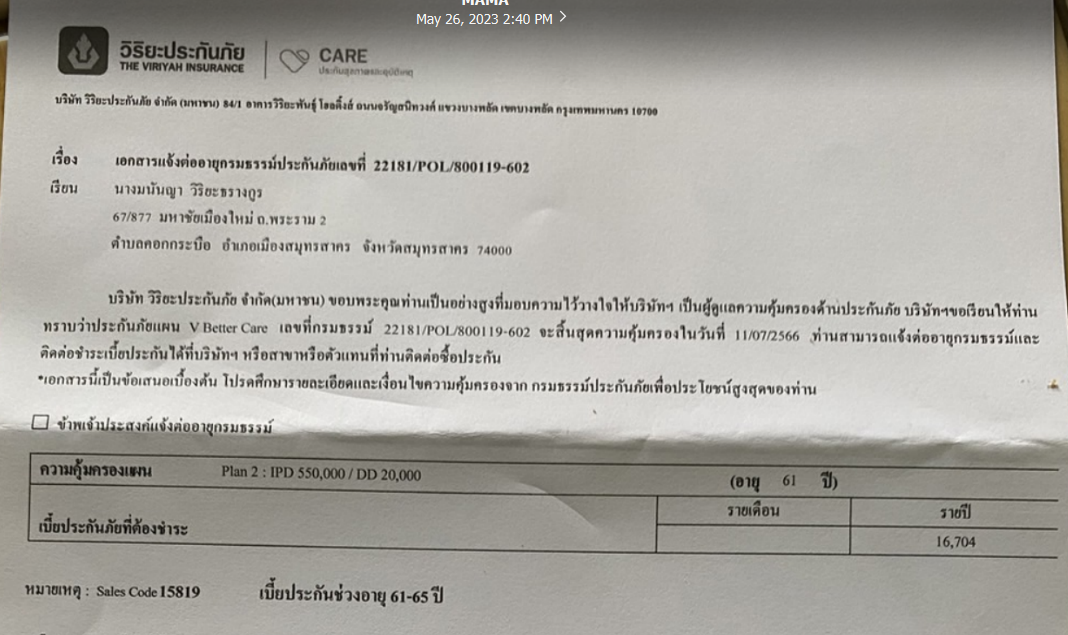 MAMA
May 26, 2023 2:40 PM >
วิริยะประกันภัย
THE VIRIYAH INSURANCE
CARE
ประกันสุขภาพและอุบัติเหตุ
บริษัท วิริยะประกันภัย จำกัด (มหาชน) 84/1 อาคารวิริยะพันธุ์ โฮลดิ้งส์ ถนนจรัญสนิทวงศ์ แขวงบางพลัด เขตบางพลัด กรุงเทพมหานคร 10700
เรื่อง เอกสารแจ้งต่ออายุกรมธรรม์ประกันภัยเลขที่ 22181/POL/800119-602
เรียน นางมนันญา วิริยะธรางกูร
67/877 มหาชัยเมืองใหม่ ถ.พระราม 2
ตำบลคอกกระบือ อำเภอเมืองสมุทรสาคร จังหวัดสมุทรสาคร 74000
บริษัท วิริยะประกันภัย จำกัด(มหาชน) ขอบพระคุณท่านเป็นอย่างสูงที่มอบความไว้วางใจให้บริษัทฯ เป็นผู้ดูแลความคุ้มครองด้านประกันภัย บริษัทฯขอเรียนให้ท่าน
ทราบว่าประกันภัยแผน V Better Care เลขที่กรมธรรม์ 22181/POL/800119-602 จะสิ้นสุดความคุ้มครองในวันที่ 11/07/2566 ท่านสามารถแจ้งต่ออายุกรมธรรม์และ
ติดต่อชำระเบี้ยประกันได้ที่บริษัทฯ หรือสาขาหรือตัวแทนที่ท่านติดต่อซื้อประกัน
*เอกสารนี้เป็นข้อเสนอเบื้องต้น โปรดศึกษารายละเอียดและเงื่อนไขความคุ้มครองจาก กรมธรรม์ประกันภัยเพื่อประโยชน์สูงสุดของท่าน
ข้าพเจ้าประสงค์แจ้งต่ออายุกรมธรรม์
ความคุ้มครองแผน Plan 2 : IPD 550,000 / DD 20,000 (อายุ 61 ปี)
รายเดือน รายปี
เบี้ยประกันภัยที่ต้องชำระ
16,704
หมายเหตุ : Sales Code 15819 เบี้ยประกันช่วงอายุ 61-65 ปี